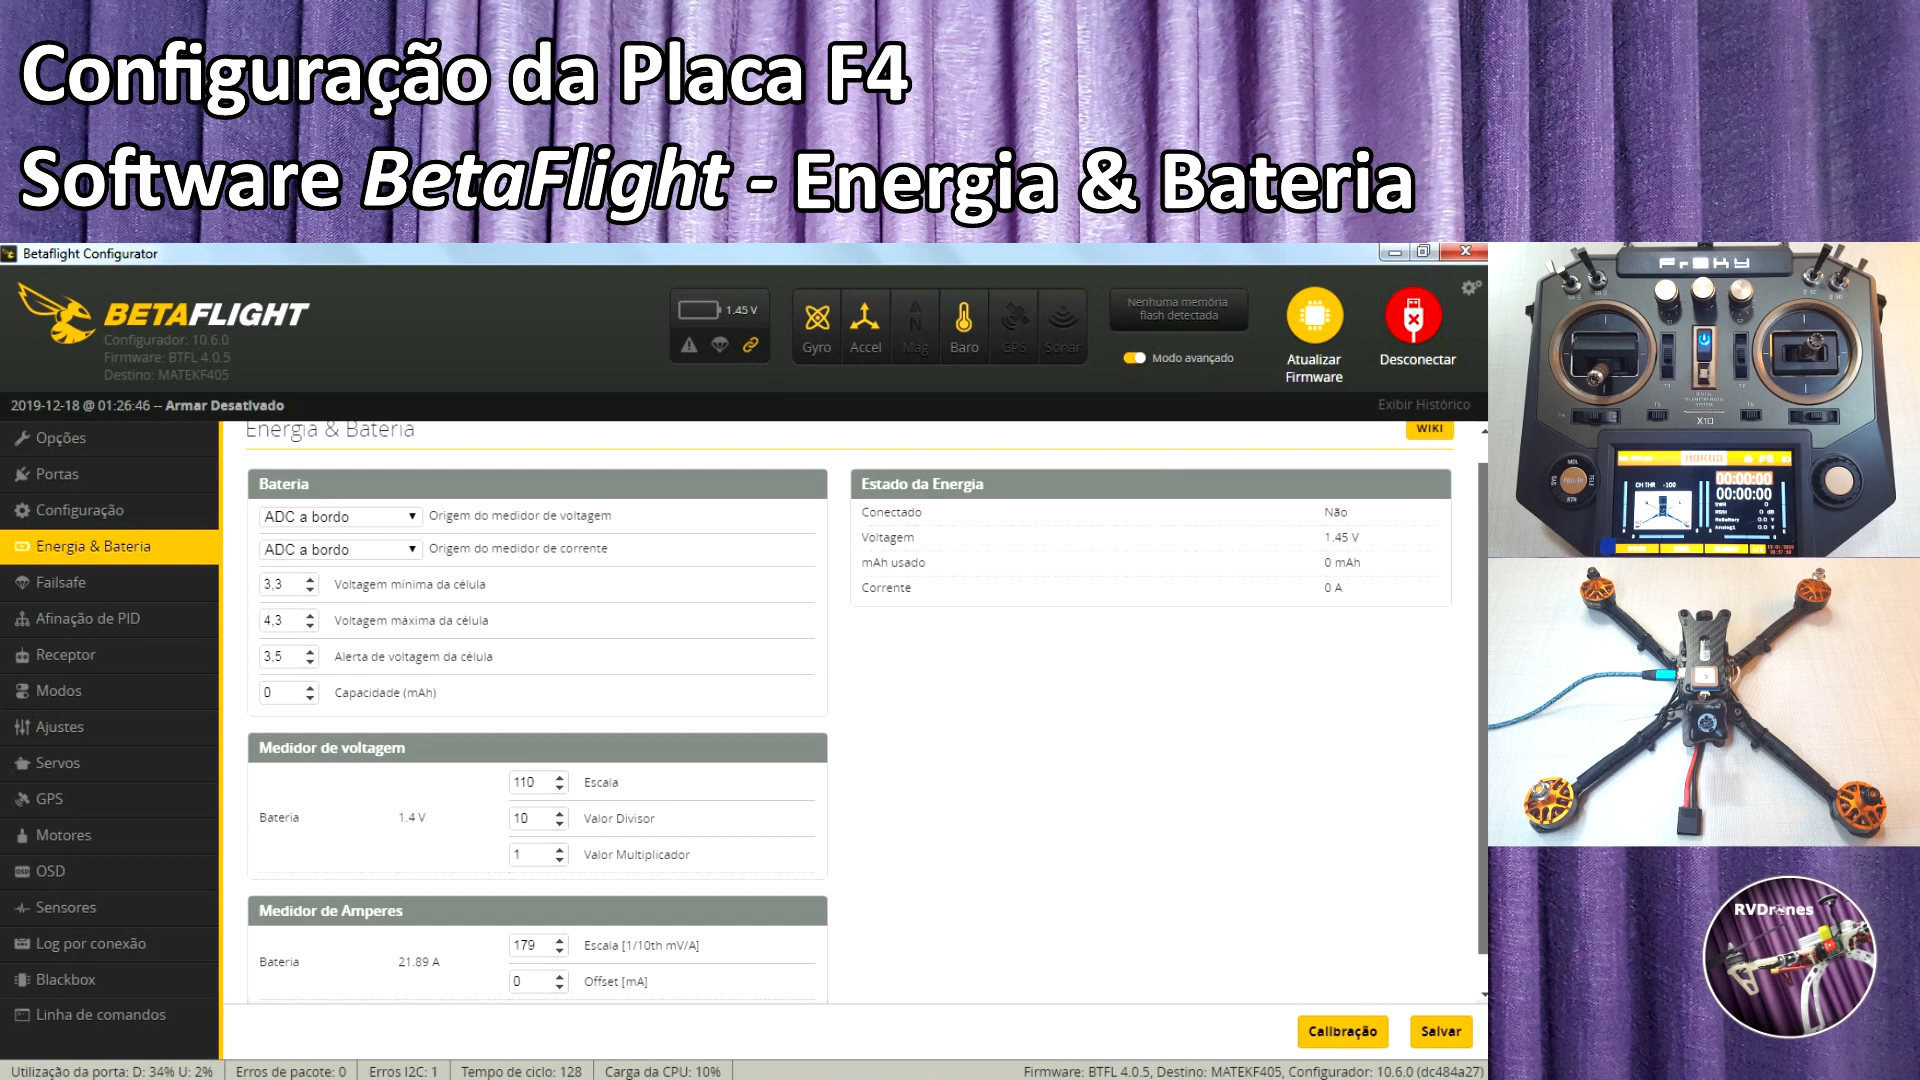 Configuração da Placa F4
Software BetaFlight - Energia & Bateria
Betaflight Configurator
BETAFLIGHT
Configurador: 10.6.0
Firmware: BTFL 4.0.5
Destino: MATEKF405
1.45 V
Gyro
Accel
Mag
Baro
GPS
Sonar
Nenhuma memória
flash detectada
Modo avançado
Atualizar
Firmware
Desconectar
2019-12-18 @ 01:26:46 -- Armar Desativado
Exibir Histórico
Opções
Portas
Configuração
Energia & Bateria
Failsafe
Afinação de PID
Receptor
Modos
Ajustes
Servos
GPS
Motores
OSD
Sensores
Log por conexão
Blackbox
Linha de comandos
Energia & Bateria
WIKI
Bateria
ADC a bordo Origem do medidor de voltagem
ADC a bordo Origem do medidor de corrente
3,3 Voltagem mínima da célula
4,3 Voltagem máxima da célula
3,5 Alerta de voltagem da célula
0 Capacidade (mAh)
Estado da Energia
Conectado Não
Voltagem 1.45 V
mAh usado 0 mAh
Corrente 0 A
Medidor de voltagem
110 Escala
Bateria 1.4 V 10 Valor Divisor
1 Valor Multiplicador
Medidor de Amperes
179 Escala [1/10th mV/A]
Bateria 21.89 A
0 Offset [mA]
Calibração
Salvar
Utilização da porta: D: 34% U: 2%
Erros de pacote: 0
Erros I2C: 1
Tempo de ciclo: 128
Carga da CPU: 10%
Firmware: BTFL 4.0.5, Destino: MATEKF405, Configurador: 10.6.0 (dc484a27)
FrSKY
X10
HORUS
CH THR -100
00:00:00
00:00:00
RVDrones